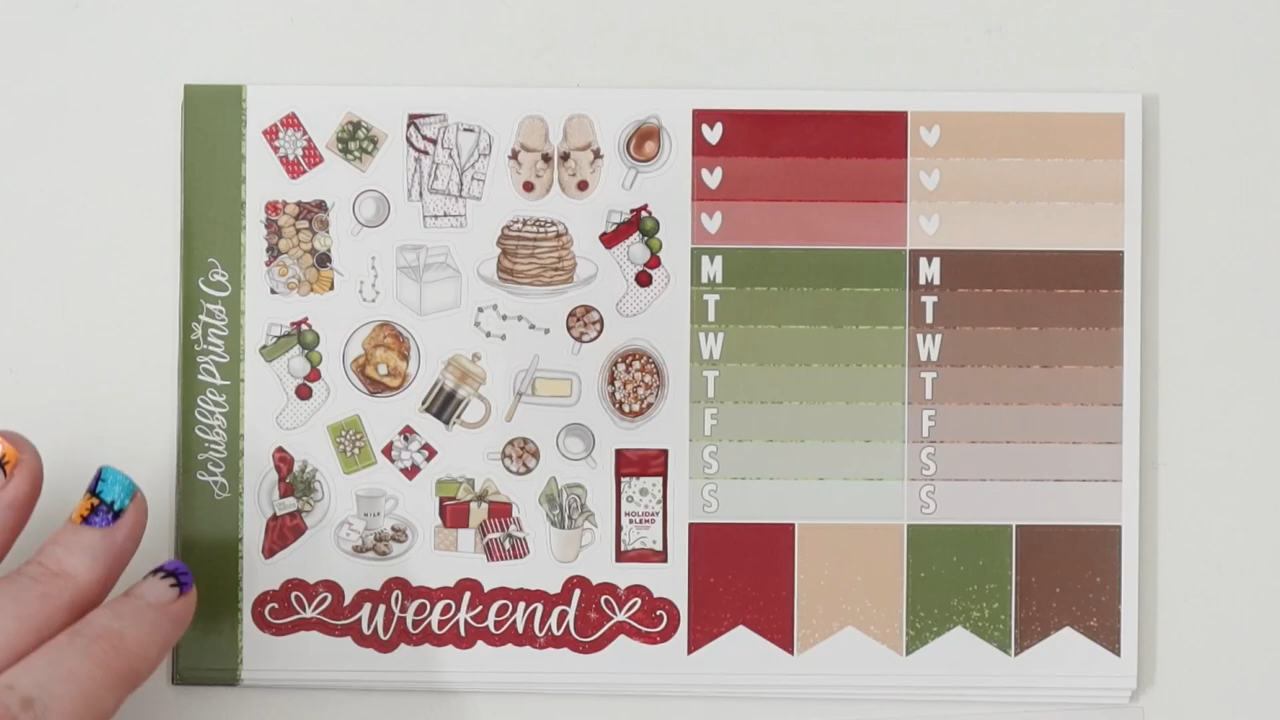 Scribble Prints Co
MILK
HOLIDAY
BLEND
weekend
M
T
W
T
F
S
S
M
T
W
T
F
S
S